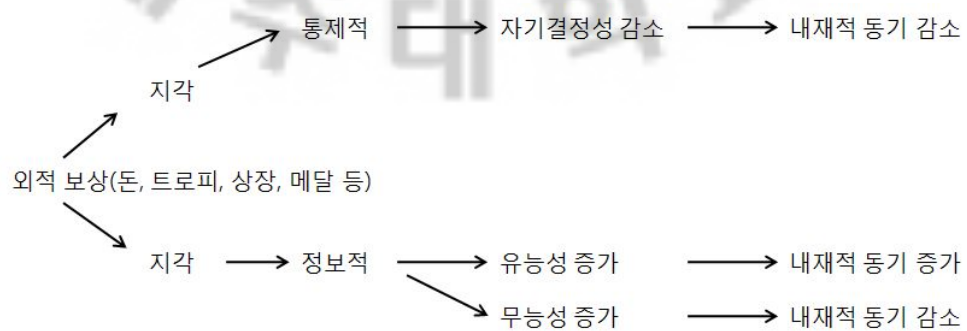 통제적 자기결정성 감소 내재적 동기 감소
지각
외적 보상(돈, 트로피, 상장, 메달 등)
지각 정보적 유능성 증가 내재적 동기 증가
무능성 증가 내재적 동기 감소